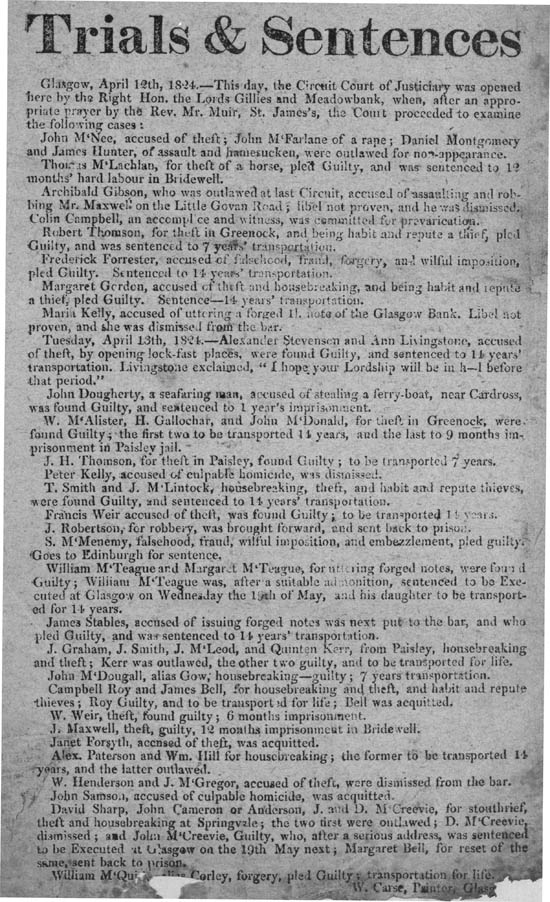 Trials & Sentences
Glasgow, April 12th, 1824.—This day, the Circuit Court of Justiciary was opened
here by the Right Hon. the Lords Gillies and Meadowbank, when, after an appro-
priate prayer by the Rev. Mr. Muir, St. James's, the Court proceeded to examine
the following cases :
John M'Nee, accused of theft; John M'Farlane of a rape; Daniel Montgomery
and James Hunter, of assault and hamesucken, were outlawed for non-appearance.
Thomas M'Lachlan, for theft of a horse, pled Guilty, and was sentenced to 12
months' hard labour in Bridewell.
Archibald Gibson, who was outlawed at last Circuit, accused of assaulting and rob-
bing Mr. Maxwell on the Little Govan Road ; libel not proven, and he was dismissed.
Colin Campbell, an accomplice and witness, was committed for prevarication.
Robert Thomson, for theft in Greenock, and being habit and repute a thief, pled
Guilty, and was sentenced to 7 years' transportation.
Frederick Forrester, accused of falsehood, fraud, forgery, and wilful imposition,
pled Guilty. Sentenced to 14 years' transportation.
Margaret Gordon, accused of theft and housebreaking, and being habit and repute
a thief, pled Guilty. Sentence—14 years' transportation.
Maria Kelly, accused of uttering a forged 1l. note of the Glasgow Bank. Libel not
proven, and she was dismissed from the bar.
Tuesday, April 13th, 1824.—Alexander Stevenson and Ann Livingstone, accused
of theft, by opening lock-fast places, were found Guilty, and sentenced to 14 years'
transportation. Livingstone exclaimed, " I hope your Lordship will be in h—l before
that period."
John Dougherty, a seafaring man, accused of stealing a ferry-boat, near Cardross,
was found Guilty, and sentenced to 1 year's imprisonment.
W. M'Alister, H. Gallochar, and John M'Donald, for theft in Greenock, were
found Guilty; the first two to be transported 14 years, and the last to 9 months im-
prisonment in Paisley jail.
J. H. Thomson, for theft in Paisley, found Guilty ; to be transported 7 years.
Peter Kelly, accused of culpable homicide, was dismissed.
T. Smith and J. M'Lintock, housebreaking, theft, and habit and repute thieves,
were found Guilty, and sentenced to 14 years' transportation.
Francis Weir accused of theft, was found Guilty ; to be transported 14 years.
J. Robertson, for robbery, was brought forward, and sent back to prison.
S. M'Menemy, falsehood, fraud, wilful imposition, and embezzlement, pled guilty.
Goes to Edinburgh for sentence.
William M'Teague and Margaret M'Teague, for uttering forged notes, were found
Guilty; William M'Teague was, after a suitable admonition, sentenced to be Exe-
cuted at Glasgow on Wednesday the 19th of May, and his daughter to be transport-
ed for 14 years.
James Stables, accused of issuing forged notes was next put to the bar, and who
pled Guilty, and was sentenced to 14 years' transportation.
J. Graham, J. Smith, J. M'Leod, and Quinten Kerr, from Paisley, housebreaking
and theft; Kerr was outlawed, the other two guilty, and to be transported for life.
John M'Dougall, alias Gow, housebreaking—guilty; 7 years transportation.
Campbell Roy and James Bell, for housebreaking and theft, and habit and repute
thieves; Roy Guilty, and to be transported for life; Bell was acquitted.
W. Weir, theft, found guilty; 6 months imprisonment.
J. Maxwell, theft, guilty, 12 months imprisonment in Bridewell.
Janet Forsyth, accused of theft, was acquitted.
Alex. Paterson and Wm. Hill for housebreaking ; the former to be transported 14
years, and the latter outlawed.
W. Henderson and J. M'Gregor, accused of theft, were dismissed from the bar.
John Samson, accused of culpable homicide, was acquitted.
David Sharp, John Cameron or Anderson, J. and D. M'Creevie, for stouthrief,
theft and housebreaking at Springvale; the two first were outlawed; D. M'Creevie,
dismissed ; and John M'Creevie, Guilty, who, after a serious address, was sentenced
to be Executed at Glasgow on the 19th May next; Margaret Bell, for reset of the
same, sent back to prison.
William alias Corley, forgery, pled Guilty; transportation for life.
W. Carse, Painter,